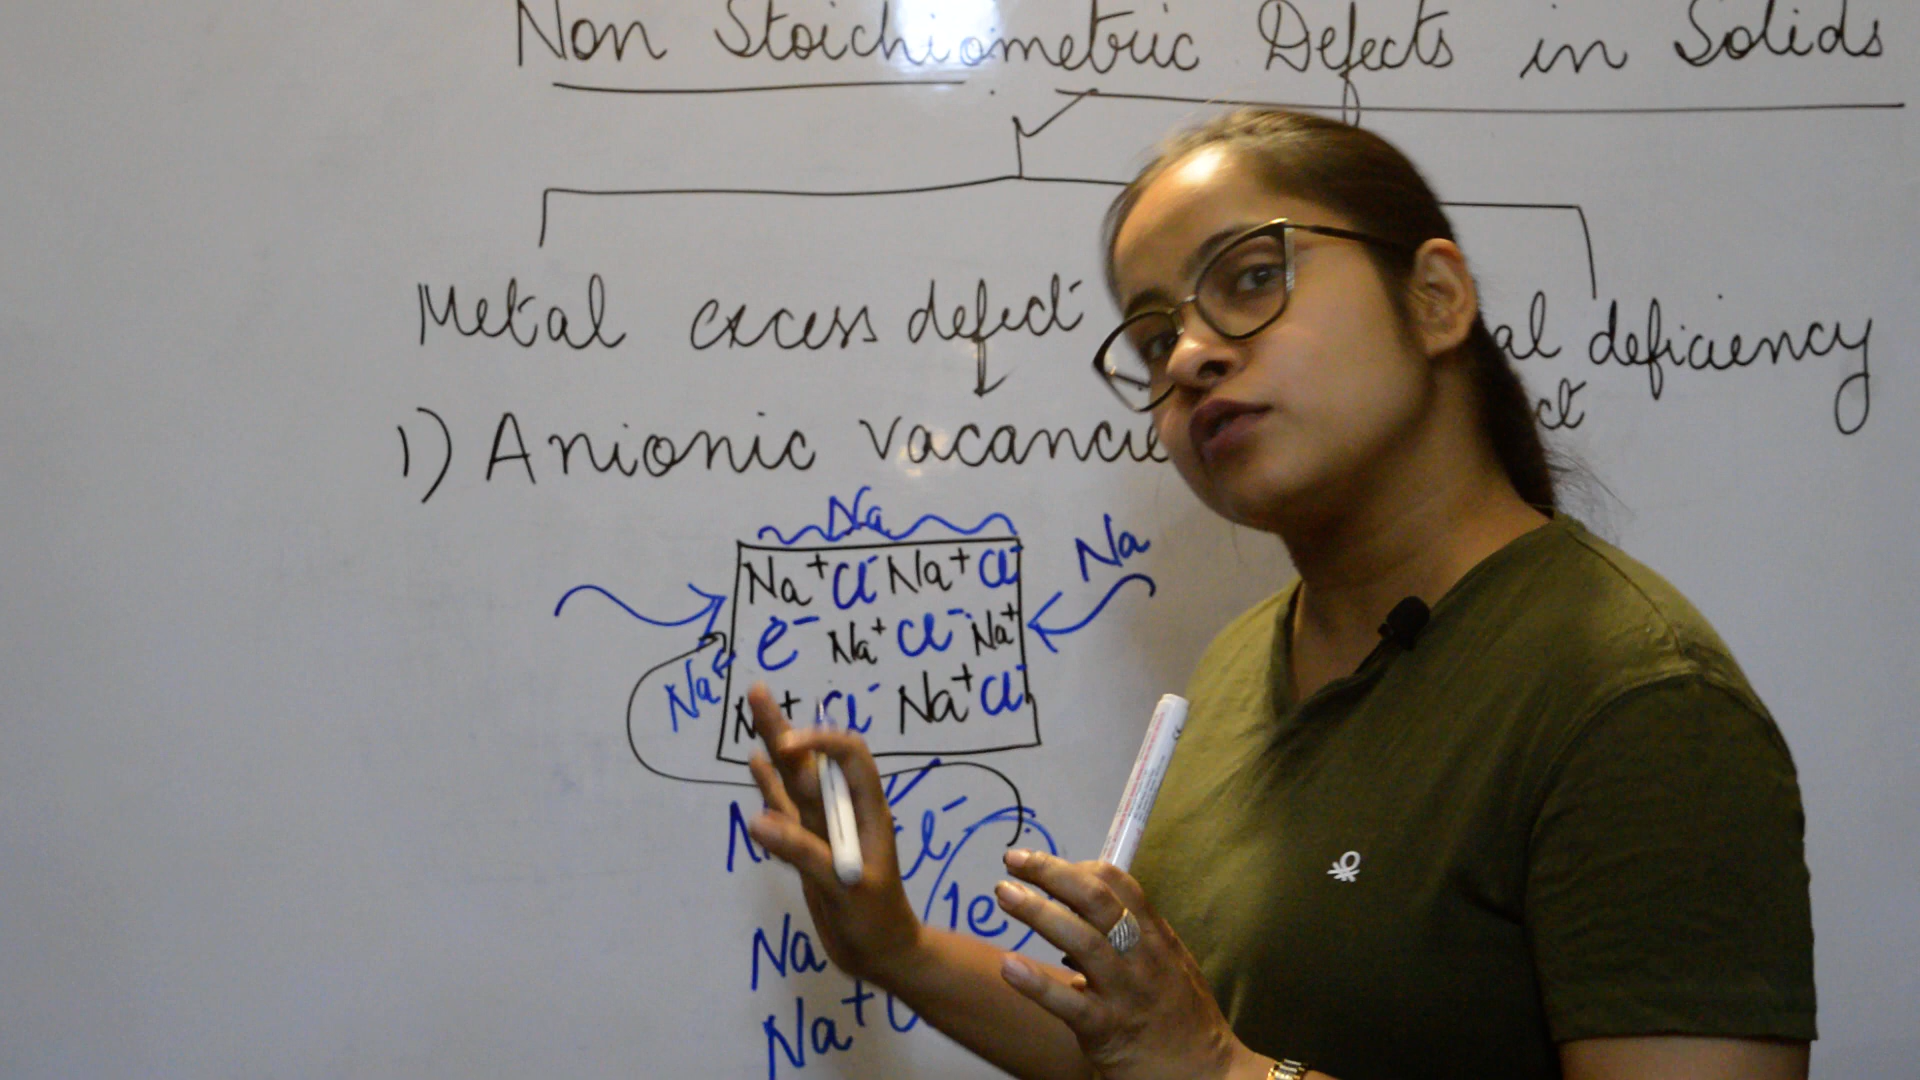 Non Stoichiometric Defects in Solids
Metal excess defect
al deficiency
ct
1) Anionic vacancie
Na
Na
Na⁺ Cl⁻ Na⁺ Cl⁻
e⁻ Na⁺ Cl⁻ Na⁺
Na⁺
Cl⁻ Na⁺ Cl⁻
1e
Na
Na⁺